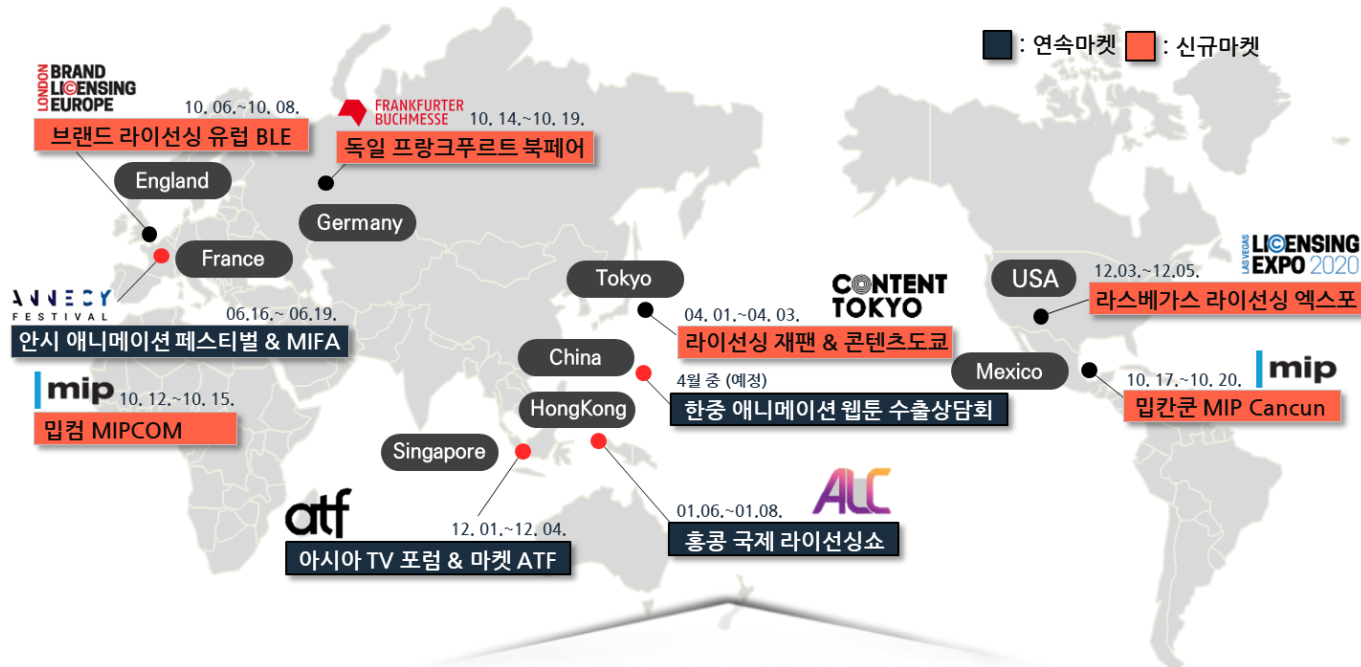 : 연속마켓 : 신규마켓
LONDON
BRAND
LICENSING
EUROPE
10. 06.~10. 08.
브랜드 라이선싱 유럽 BLE
England
FRANKFURTER
BUCHMESSE
10. 14.~10. 19.
독일 프랑크푸르트 북페어
Germany
France
ANNECY
FESTIVAL
06.16.~ 06.19.
안시 애니메이션 페스티벌 & MIFA
mip
10. 12.~10. 15.
밉컴 MIPCOM
Tokyo
CONTENT
TOKYO
04. 01.~04. 03.
라이선싱 재팬 & 콘텐츠도쿄
China
4월 중 (예정)
한중 애니메이션 웹툰 수출상담회
HongKong
ALC
01.06.~01.08.
홍콩 국제 라이선싱쇼
Singapore
atf
12. 01.~12. 04.
아시아 TV 포럼 & 마켓 ATF
USA
LAS VEGAS
LICENSING
EXPO 2020
12.03.~12.05.
라스베가스 라이선싱 엑스포
Mexico
10. 17.~10. 20.
mip
밉칸쿤 MIP Cancun